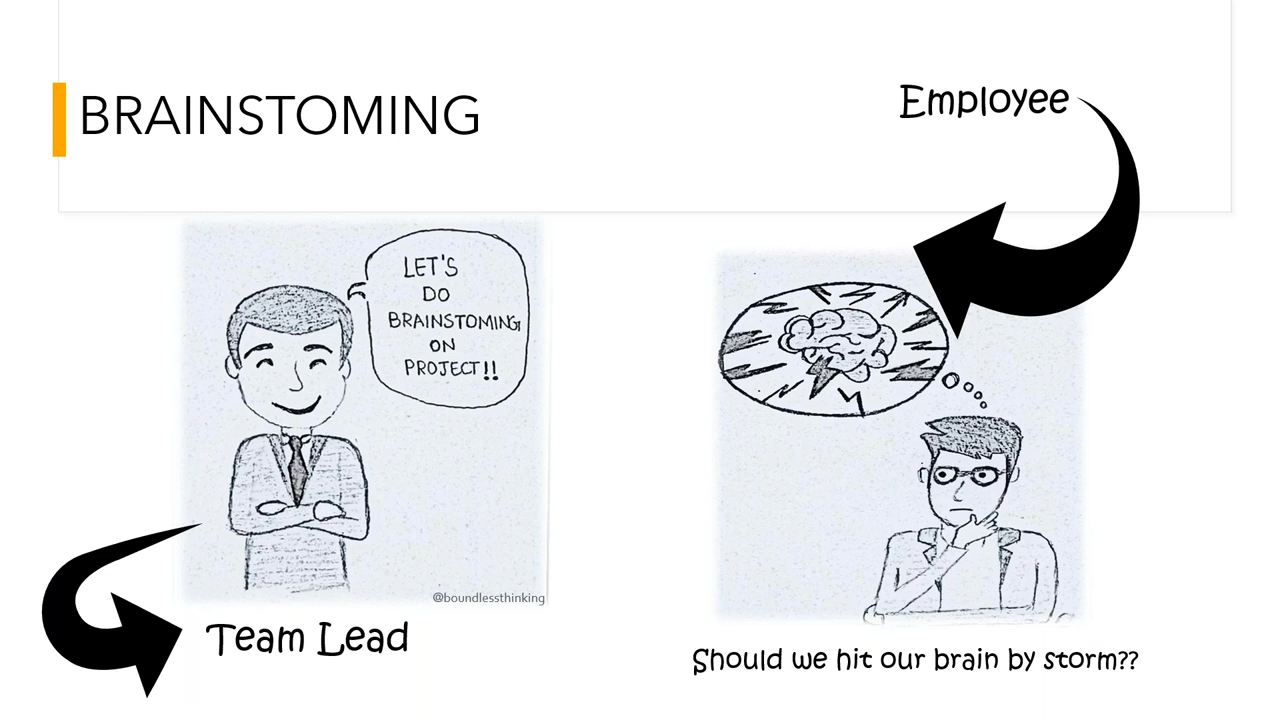 BRAINSTOMING
Employee
LET'S
DO
BRAINSTOMING
ON
PROJECT!!
@boundlessthinking
Team Lead
Should we hit our brain by storm??